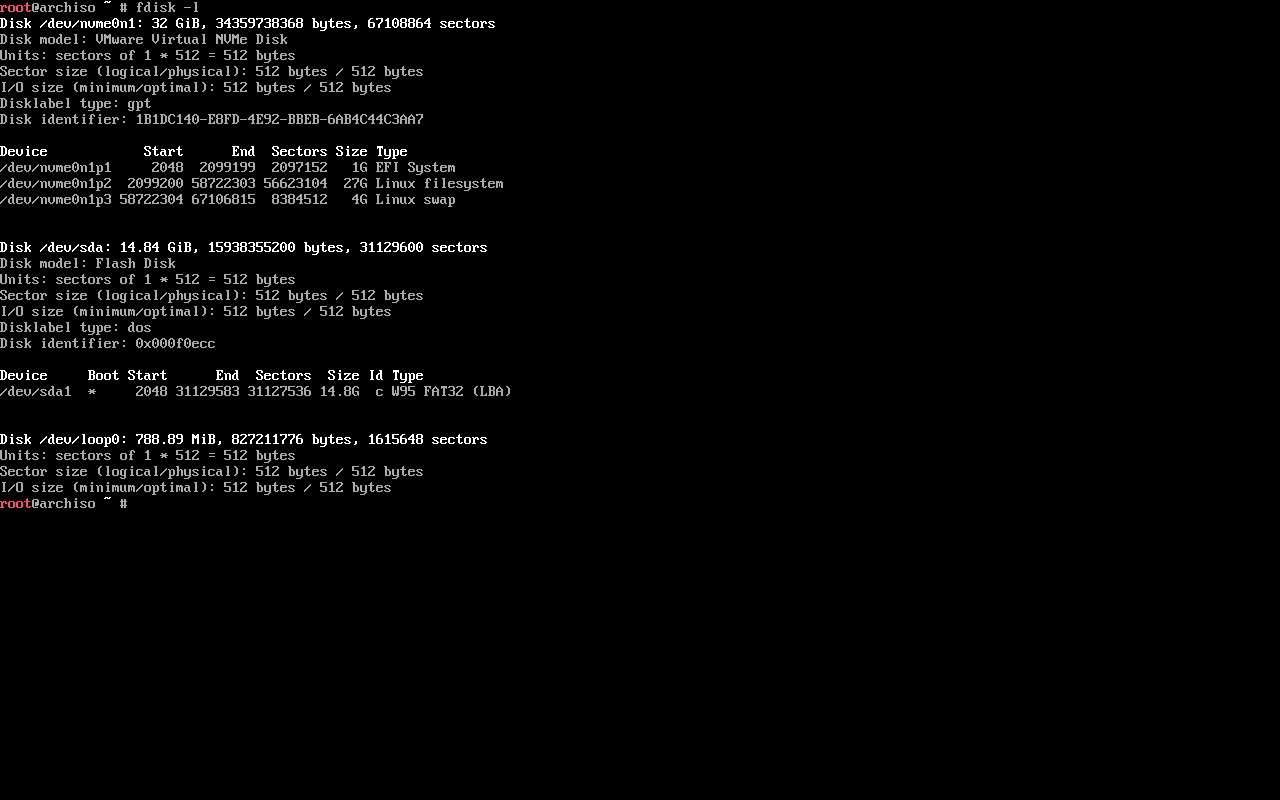 root@archiso ~ # fdisk -l
Disk /dev/nvme0n1: 32 GiB, 34359738368 bytes, 67108864 sectors
Disk model: VMware Virtual NVMe Disk
Units: sectors of 1 * 512 = 512 bytes
Sector size (logical/physical): 512 bytes / 512 bytes
I/O size (minimum/optimal): 512 bytes / 512 bytes
Disklabel type: gpt
Disk identifier: 1B1DC140-E8FD-4E92-BBEB-6AB4C44C3AA7
Device            Start      End  Sectors Size Type
/dev/nvme0n1p1     2048  2099199  2097152   1G EFI System
/dev/nvme0n1p2  2099200 58722303 56623104  27G Linux filesystem
/dev/nvme0n1p3 58722304 67106815  8384512   4G Linux swap
Disk /dev/sda: 14.84 GiB, 15938355200 bytes, 31129600 sectors
Disk model: Flash Disk
Units: sectors of 1 * 512 = 512 bytes
Sector size (logical/physical): 512 bytes / 512 bytes
I/O size (minimum/optimal): 512 bytes / 512 bytes
Disklabel type: dos
Disk identifier: 0x000f0ecc
Device     Boot Start      End  Sectors  Size Id Type
/dev/sda1  *     2048 31129583 31127536 14.8G  c W95 FAT32 (LBA)
Disk /dev/loop0: 788.89 MiB, 827211776 bytes, 1615648 sectors
Units: sectors of 1 * 512 = 512 bytes
Sector size (logical/physical): 512 bytes / 512 bytes
I/O size (minimum/optimal): 512 bytes / 512 bytes
root@archiso ~ #